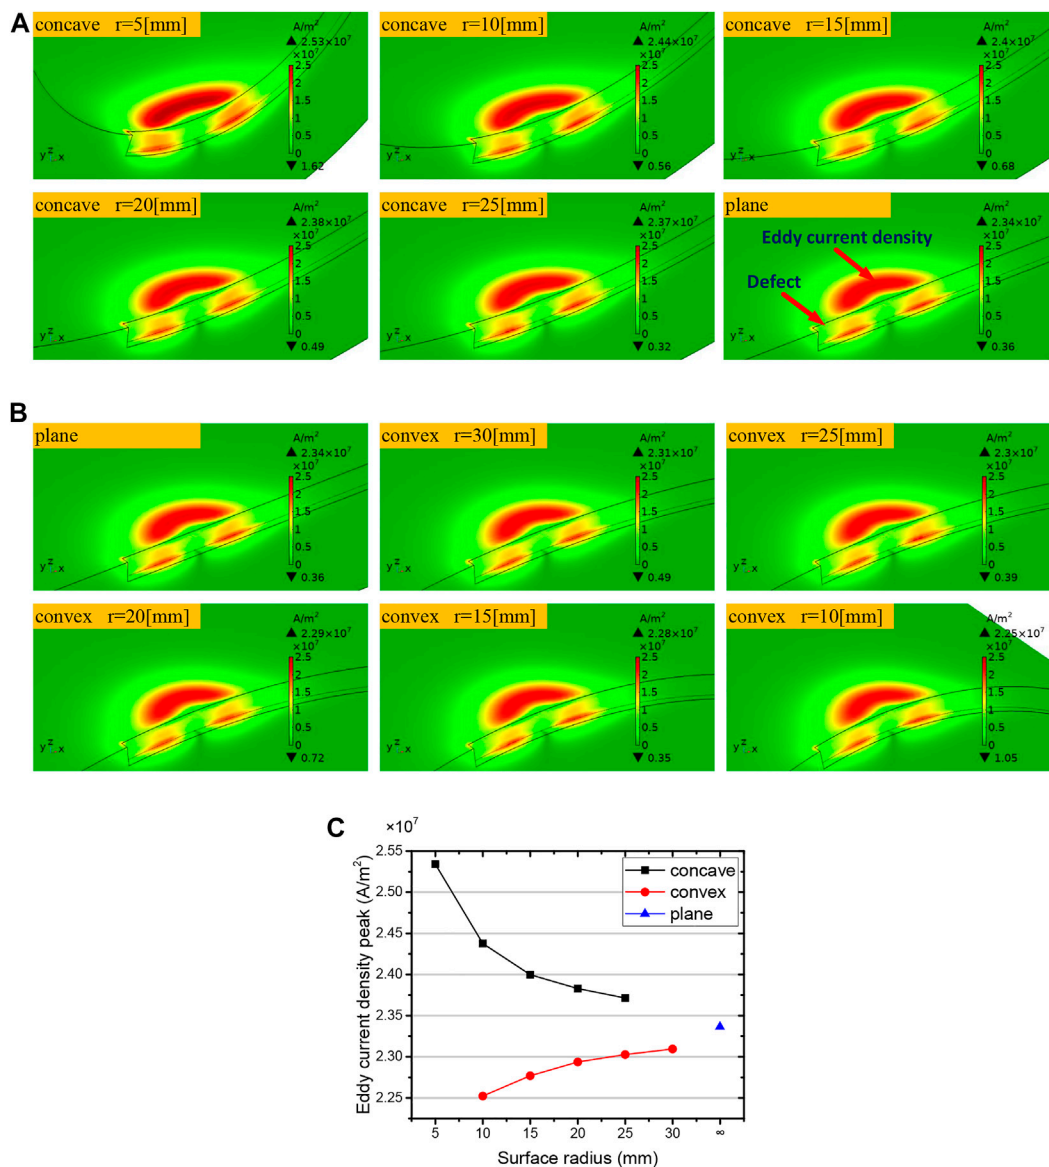 A
concave r=5[mm]
A/m²
▲ 2.53×10⁷
×10⁷
2.5
2
1.5
1
0.5
0
▼ 1.62
y z x
concave r=10[mm]
A/m²
▲ 2.44×10⁷
×10⁷
2.5
2
1.5
1
0.5
0
▼ 0.56
y z x
concave r=15[mm]
A/m²
▲ 2.4×10⁷
×10⁷
2.5
2
1.5
1
0.5
0
▼ 0.68
y z x
concave r=20[mm]
A/m²
▲ 2.38×10⁷
×10⁷
2.5
2
1.5
1
0.5
0
▼ 0.49
y z x
concave r=25[mm]
A/m²
▲ 2.37×10⁷
×10⁷
2.5
2
1.5
1
0.5
0
▼ 0.32
y z x
plane
Eddy current density
Defect
A/m²
▲ 2.34×10⁷
×10⁷
2.5
2
1.5
1
0.5
0
▼ 0.36
y z x
B
plane
A/m²
▲ 2.34×10⁷
×10⁷
2.5
2
1.5
1
0.5
0
▼ 0.36
y z x
convex r=30[mm]
A/m²
▲ 2.31×10⁷
×10⁷
2.5
2
1.5
1
0.5
0
▼ 0.49
y z x
convex r=25[mm]
A/m²
▲ 2.3×10⁷
×10⁷
2.5
2
1.5
1
0.5
0
▼ 0.39
y z x
convex r=20[mm]
A/m²
▲ 2.29×10⁷
×10⁷
2.5
2
1.5
1
0.5
0
▼ 0.72
y z x
convex r=15[mm]
A/m²
▲ 2.28×10⁷
×10⁷
2.5
2
1.5
1
0.5
0
▼ 0.35
y z x
convex r=10[mm]
A/m²
▲ 2.25×10⁷
×10⁷
2.5
2
1.5
1
0.5
0
▼ 1.05
y z x
C
×10⁷
Eddy current density peak (A/m²)
2.55
2.50
2.45
2.40
2.35
2.30
2.25
concave
convex
plane
5 10 15 20 25 30 ∞
Surface radius (mm)